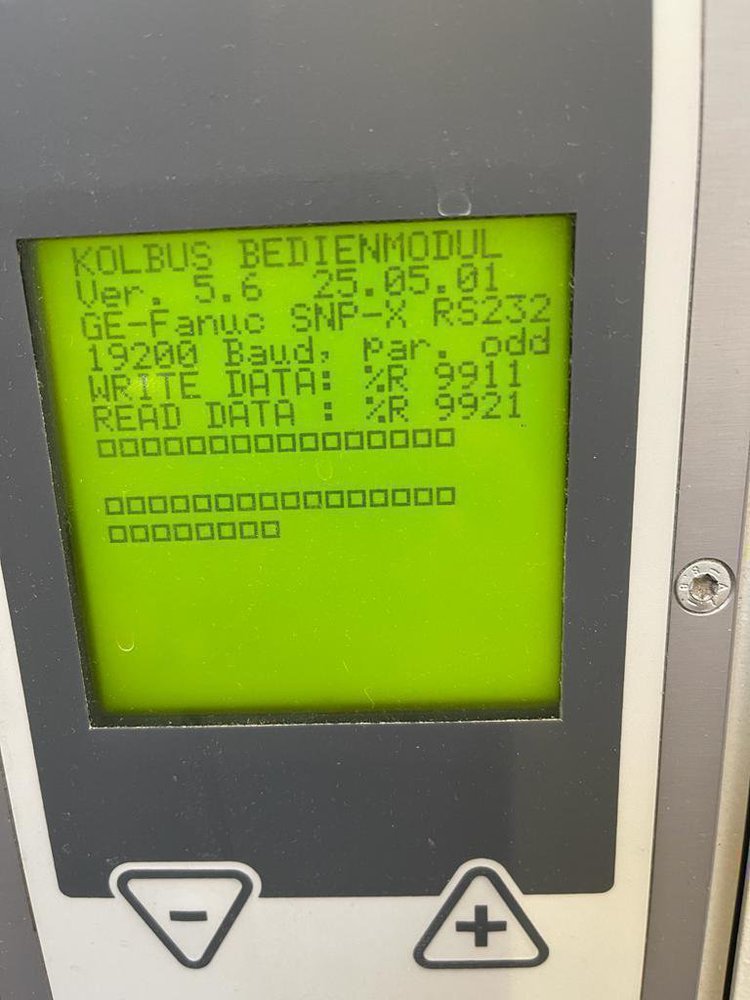 KOLBUS BEDIENMODUL
Ver. 5.6 25.05.01
GE-Fanuc SNP-X RS232
19200 Baud, par. odd
WRITE DATA: %R 9911
READ DATA : %R 9921
□□□□□□□□□□□□□□□□
□□□□□□□□□□□□□□□□
□□□□□□□□
- +